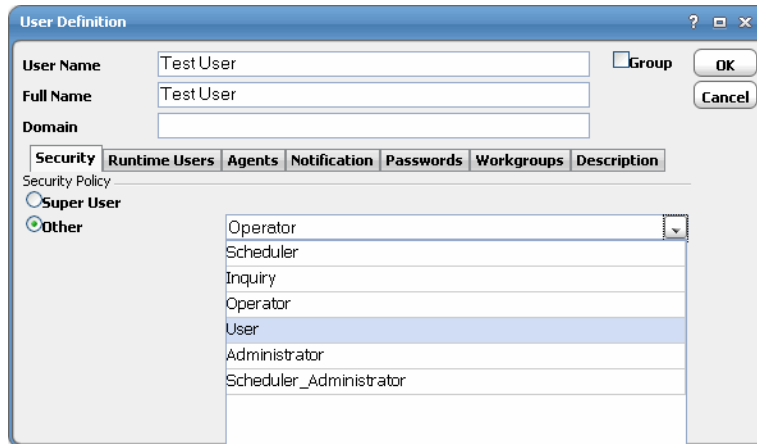 User Definition ?
User Name Test User Group OK
Full Name Test User Cancel
Domain
Security Runtime Users Agents Notification Passwords Workgroups Description
Security Policy
Super User
Other Operator
Scheduler
Inquiry
Operator
User
Administrator
Scheduler_Administrator